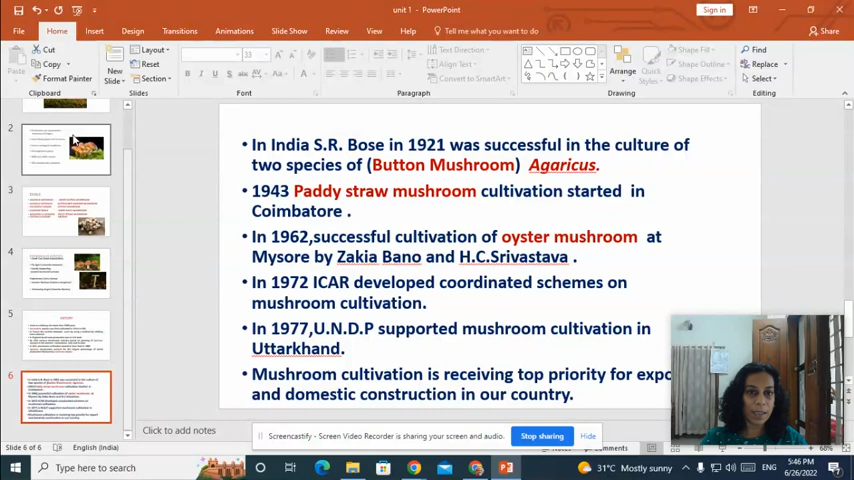 unit 1 - PowerPoint
Sign in
File Home Insert Design Transitions Animations Slide Show Review View Help Tell me what you want to do Share
Cut
Copy
Format Painter
Paste
Clipboard
New Slide
Layout
Reset
Section
Slides
33
Font
Text Direction
Align Text
Convert to SmartArt
Paragraph
Arrange
Quick Styles
Shape Fill
Shape Outline
Shape Effects
Drawing
Find
Replace
Select
Editing
2
3
4
5
6
• In India S.R. Bose in 1921 was successful in the culture of
two species of (Button Mushroom) Agaricus.
• 1943 Paddy straw mushroom cultivation started in
Coimbatore .
• In 1962,successful cultivation of oyster mushroom at
Mysore by Zakia Bano and H.C.Srivastava .
• In 1972 ICAR developed coordinated schemes on
mushroom cultivation.
• In 1977,U.N.D.P supported mushroom cultivation in
Uttarkhand.
• Mushroom cultivation is receiving top priority for expo
and domestic construction in our country.
Click to add notes
Screencastify - Screen Video Recorder is sharing your screen and audio. Stop sharing Hide
Slide 6 of 6 English (India) 68%
Type here to search
31°C Mostly sunny
ENG
5:46 PM
6/26/2022